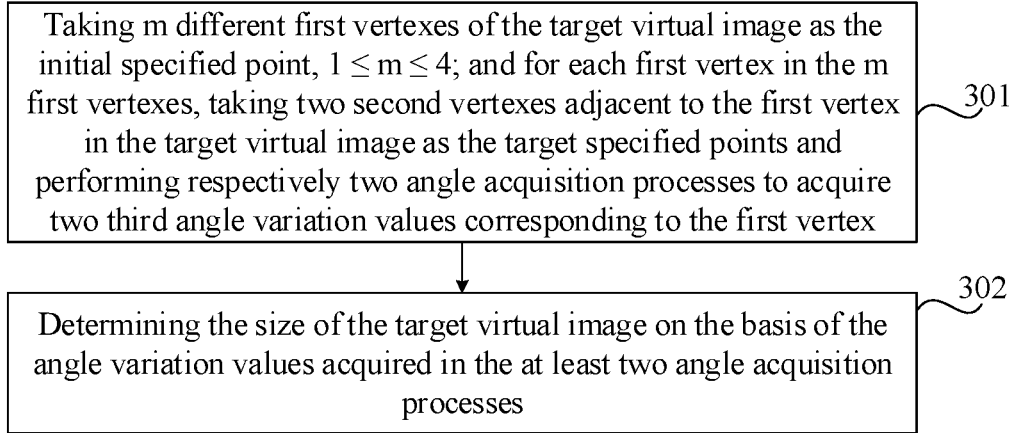 Taking m different first vertexes of the target virtual image as the
initial specified point, 1 ≤ m ≤ 4; and for each first vertex in the m
first vertexes, taking two second vertexes adjacent to the first vertex
in the target virtual image as the target specified points and
performing respectively two angle acquisition processes to acquire
two third angle variation values corresponding to the first vertex
301
Determining the size of the target virtual image on the basis of the
angle variation values acquired in the at least two angle acquisition
processes
302